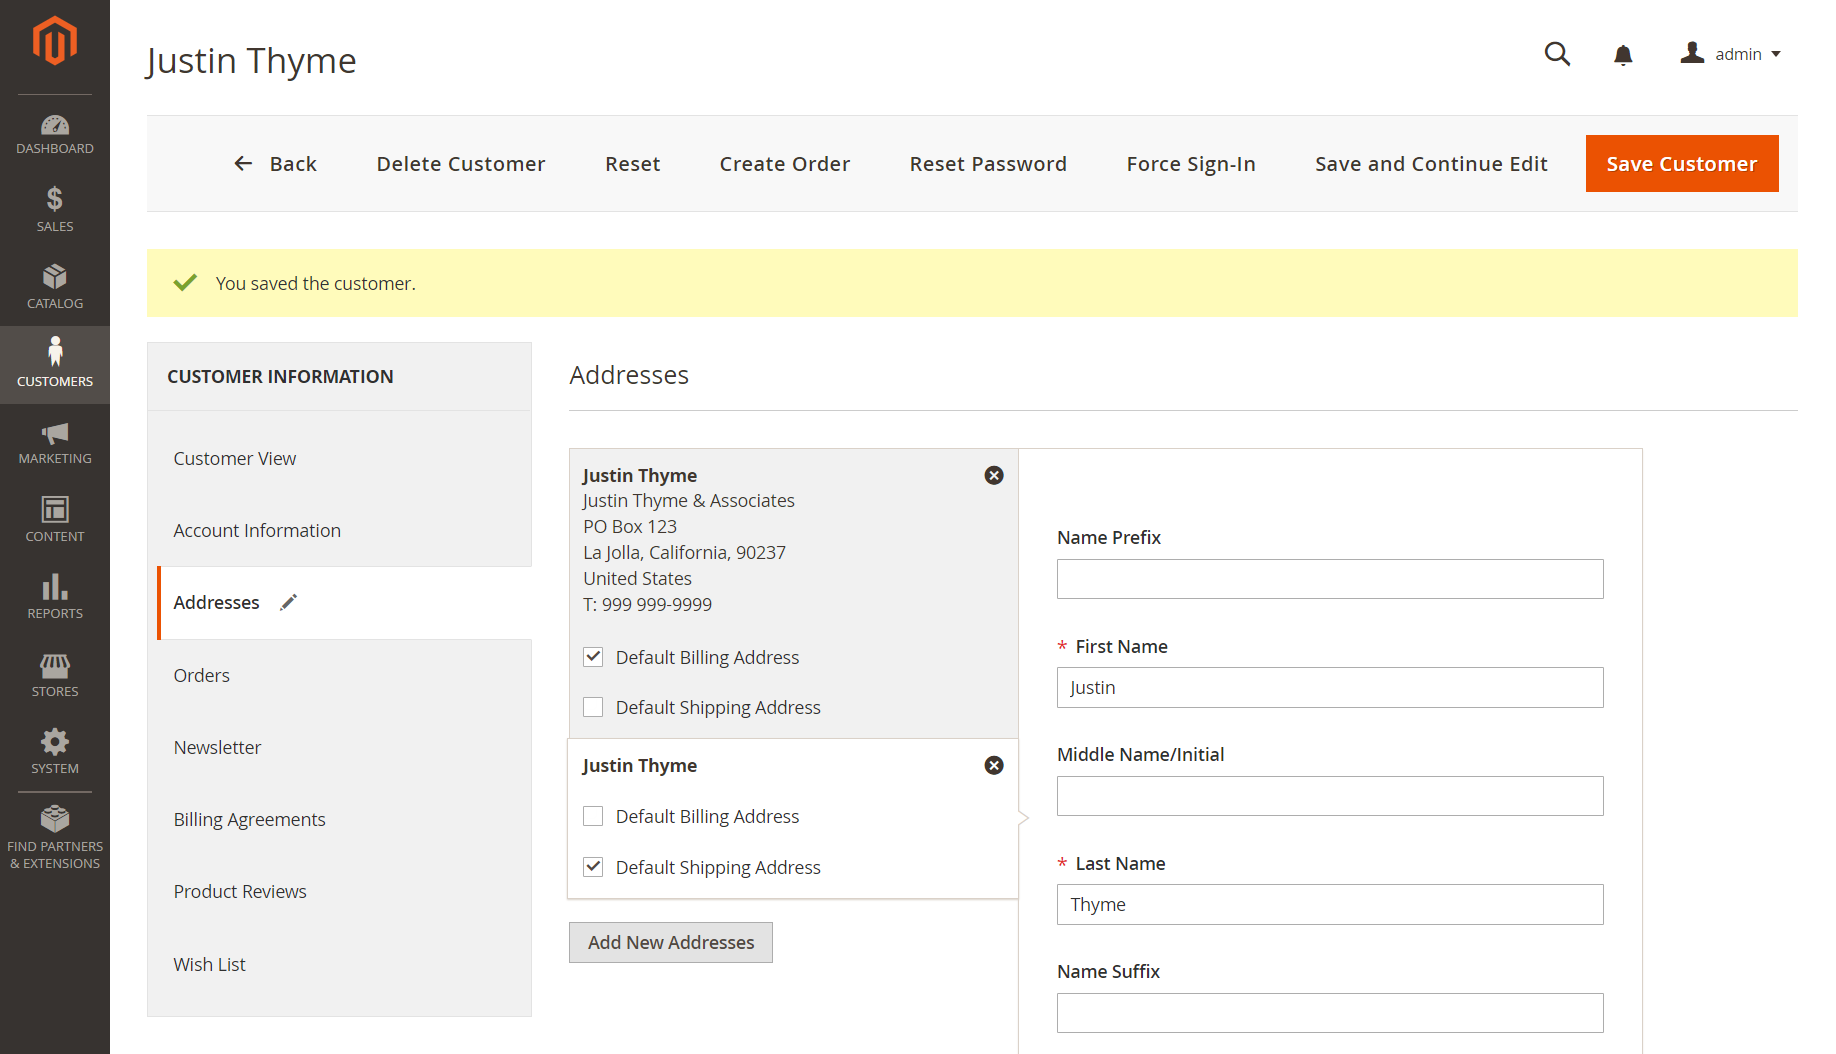 Justin Thyme
admin
DASHBOARD
SALES
CATALOG
CUSTOMERS
MARKETING
CONTENT
REPORTS
STORES
SYSTEM
FIND PARTNERS
& EXTENSIONS
Back
Delete Customer
Reset
Create Order
Reset Password
Force Sign-In
Save and Continue Edit
Save Customer
You saved the customer.
CUSTOMER INFORMATION
Customer View
Account Information
Addresses
Orders
Newsletter
Billing Agreements
Product Reviews
Wish List
Addresses
Justin Thyme
Justin Thyme & Associates
PO Box 123
La Jolla, California, 90237
United States
T: 999 999-9999
Default Billing Address
Default Shipping Address
Justin Thyme
Default Billing Address
Default Shipping Address
Add New Addresses
Name Prefix
* First Name
Justin
Middle Name/Initial
* Last Name
Thyme
Name Suffix